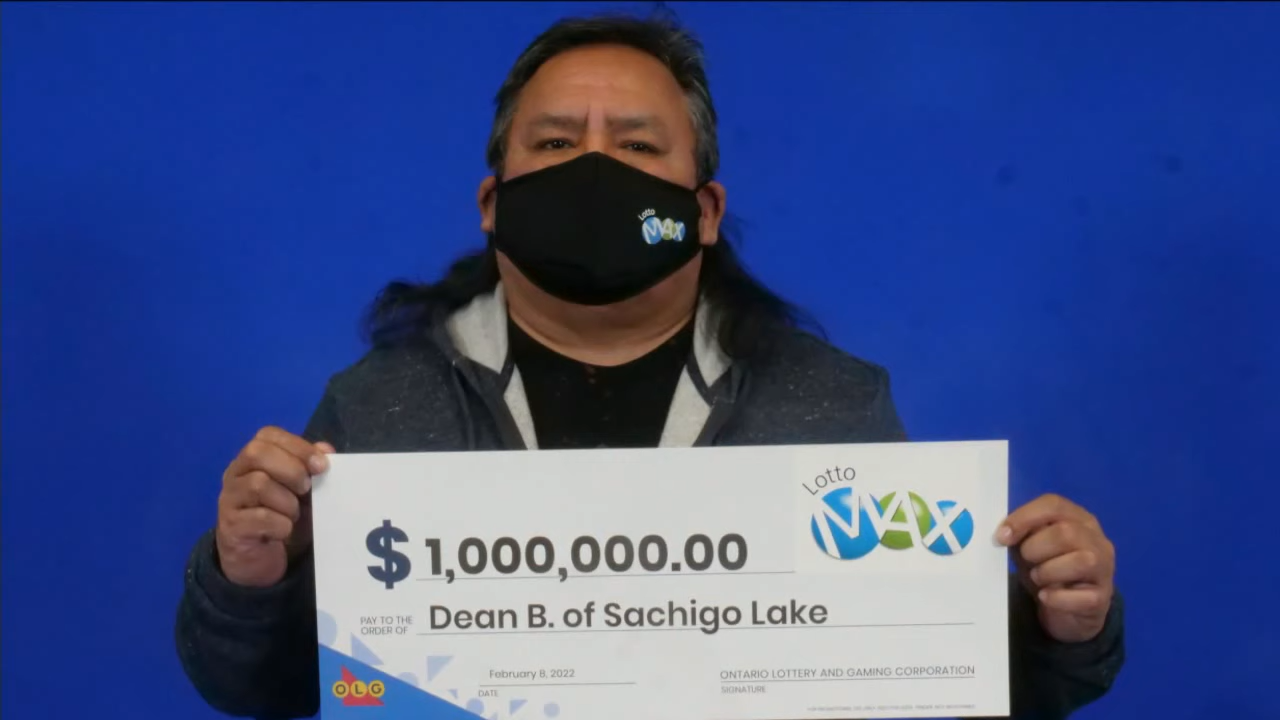 Lotto
MAX
Lotto
MAX
$ 1,000,000.00
PAY TO THE
ORDER OF
Dean B. of Sachigo Lake
February 8, 2022
DATE
ONTARIO LOTTERY AND GAMING CORPORATION
SIGNATURE
OLG